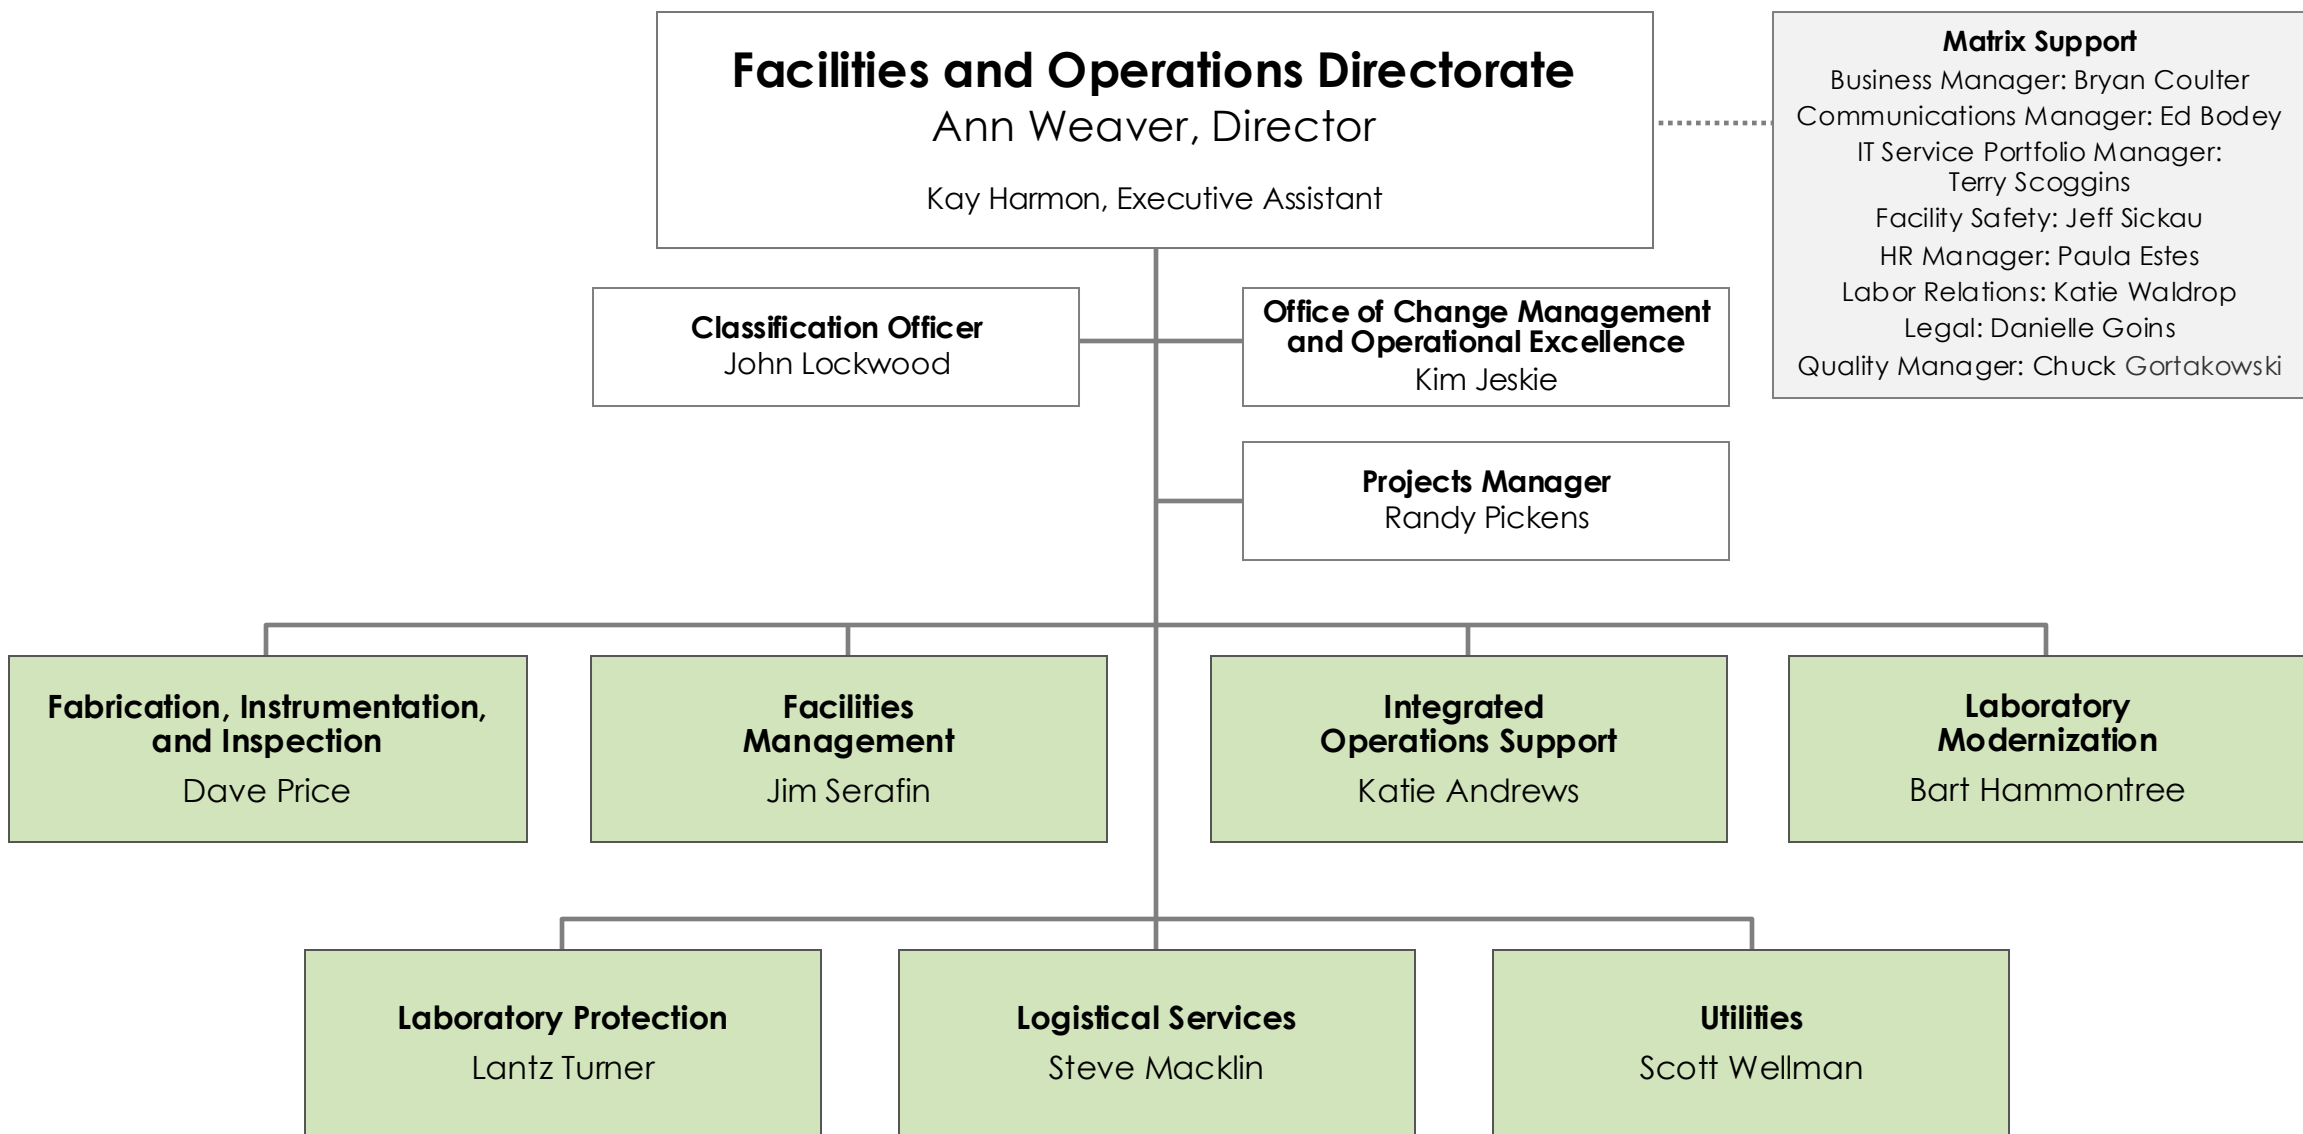 Facilities and Operations Directorate
Ann Weaver, Director
Kay Harmon, Executive Assistant
Matrix Support
Business Manager: Bryan Coulter
Communications Manager: Ed Bodey
IT Service Portfolio Manager:
Terry Scoggins
Facility Safety: Jeff Sickau
HR Manager: Paula Estes
Labor Relations: Katie Waldrop
Legal: Danielle Goins
Quality Manager: Chuck Gortakowski
Classification Officer
John Lockwood
Office of Change Management
and Operational Excellence
Kim Jeskie
Projects Manager
Randy Pickens
Fabrication, Instrumentation,
and Inspection
Dave Price
Facilities
Management
Jim Serafin
Integrated
Operations Support
Katie Andrews
Laboratory
Modernization
Bart Hammontree
Laboratory Protection
Lantz Turner
Logistical Services
Steve Macklin
Utilities
Scott Wellman